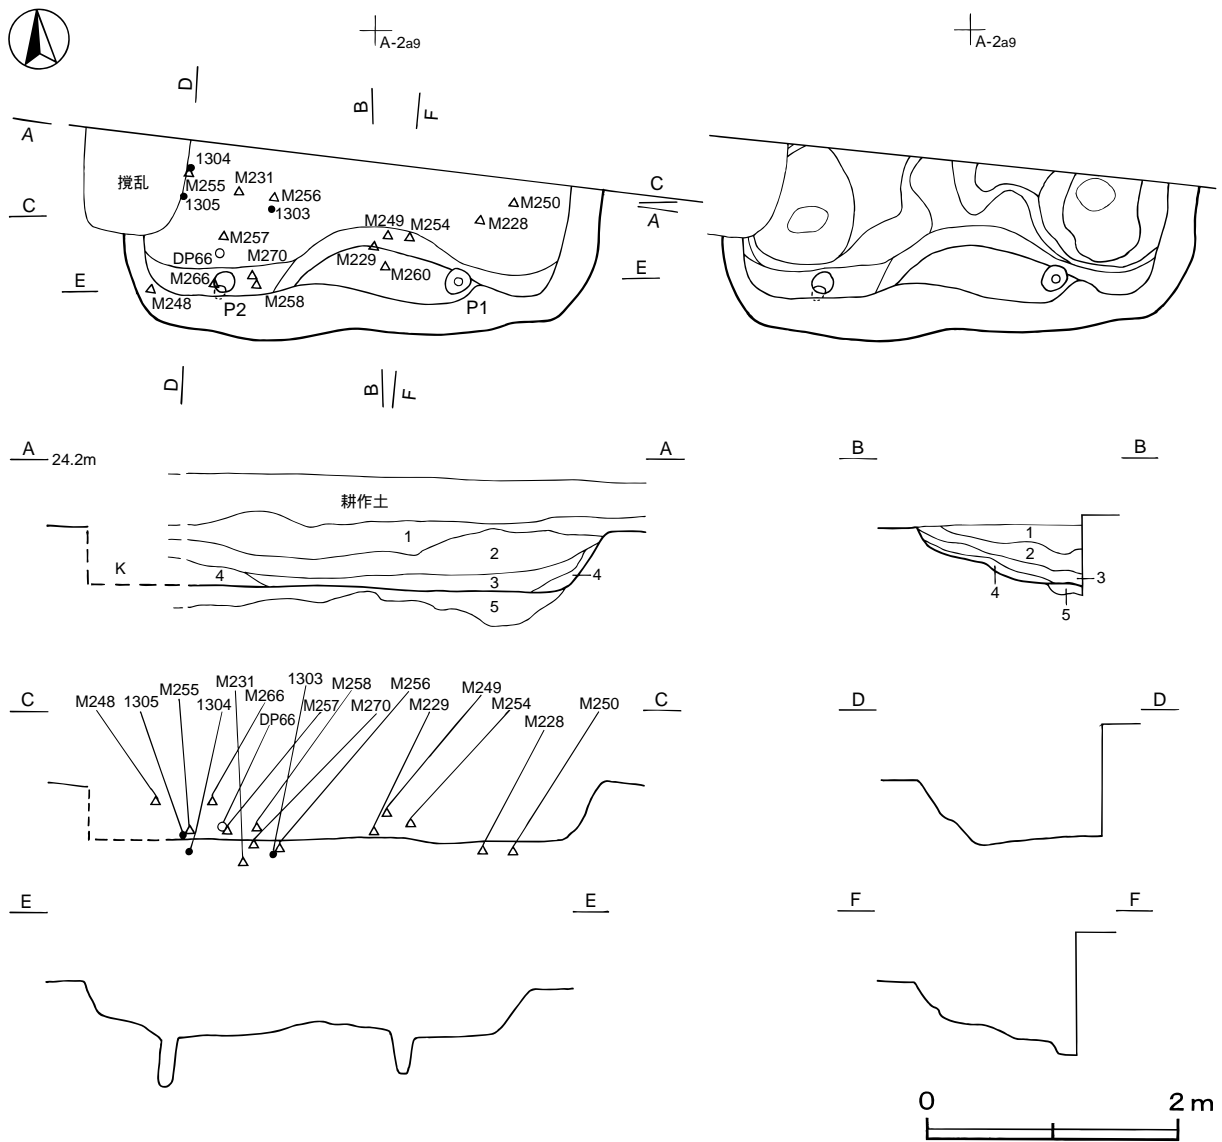 A-2a9
A-2a9
D
B
F
A
1304
M231
M255
M256
1305
1303
撹乱
C
C
A
M250
M228
M249
M254
M257
DP66
M270
M229
M260
M266
E
E
M248
M258
P2
P1
D
B
F
A
24.2m
A
B
B
耕作土
1
2
K
4
3
4
5
1
2
3
4
5
C
M248
1305
M255
1304
M231
M266
DP66
1303
M257
M258
M270
M256
M229
M249
M254
M228
M250
C
D
D
E
E
F
F
0
2 m